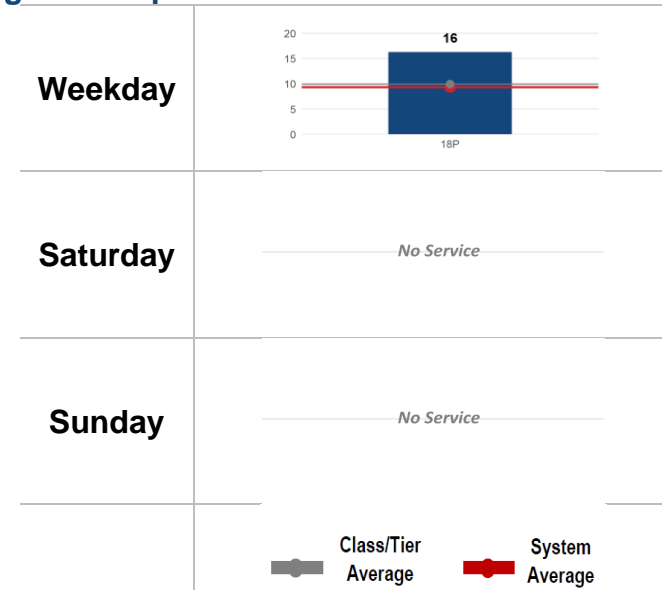 Weekday
20
15
10
5
0
16
18P
Saturday
No Service
Sunday
No Service
Class/Tier
Average
System
Average